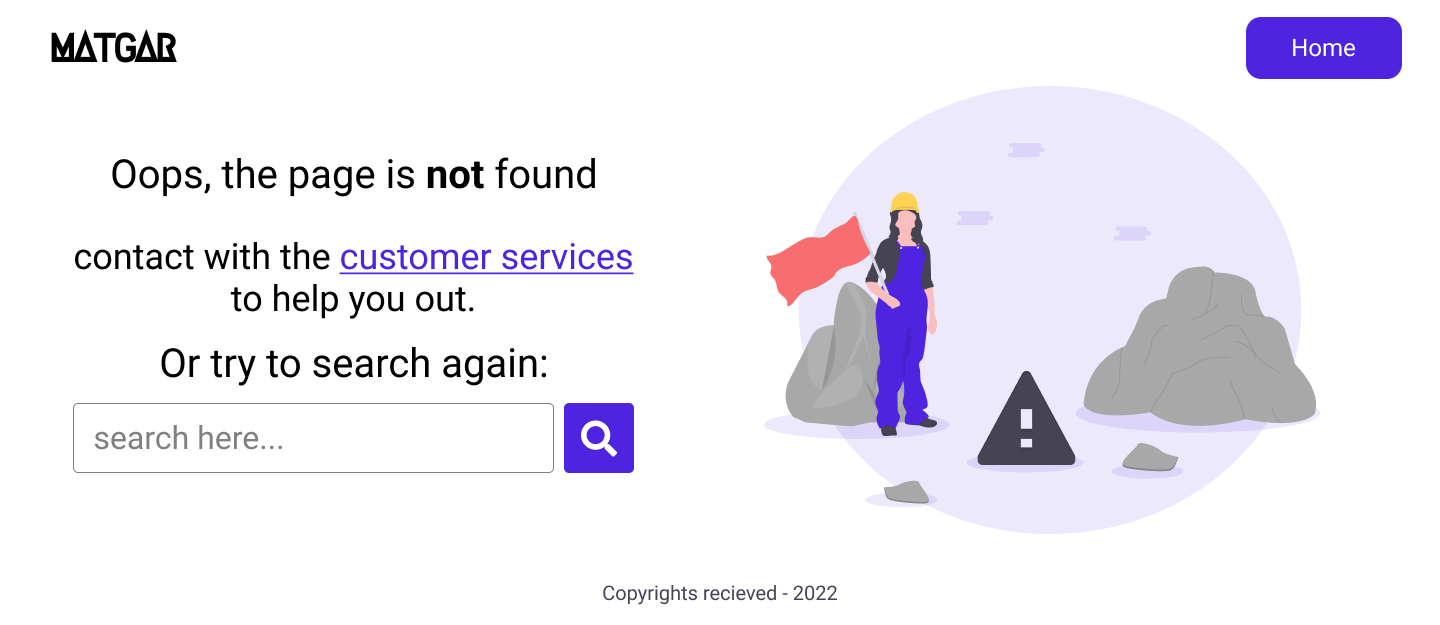 MATGAR
Home
Oops, the page is not found
contact with the customer services
to help you out.
Or try to search again:
search here...
Copyrights recieved - 2022